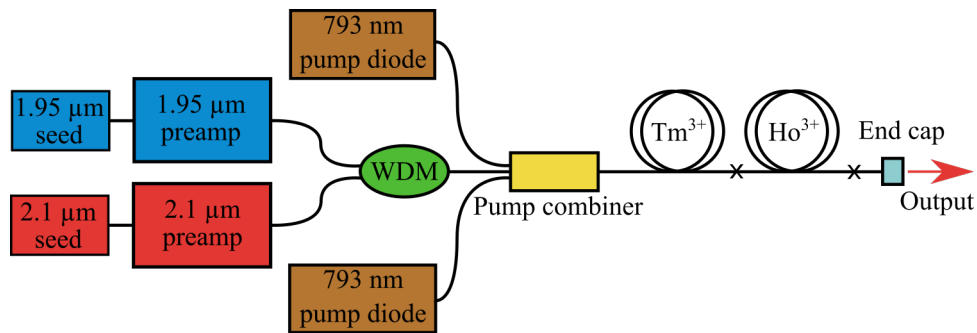 793 nm
pump diode
1.95 µm
seed
1.95 µm
preamp
Tm³⁺
Ho³⁺
End cap
WDM
Pump combiner
Output
2.1 µm
seed
2.1 µm
preamp
793 nm
pump diode